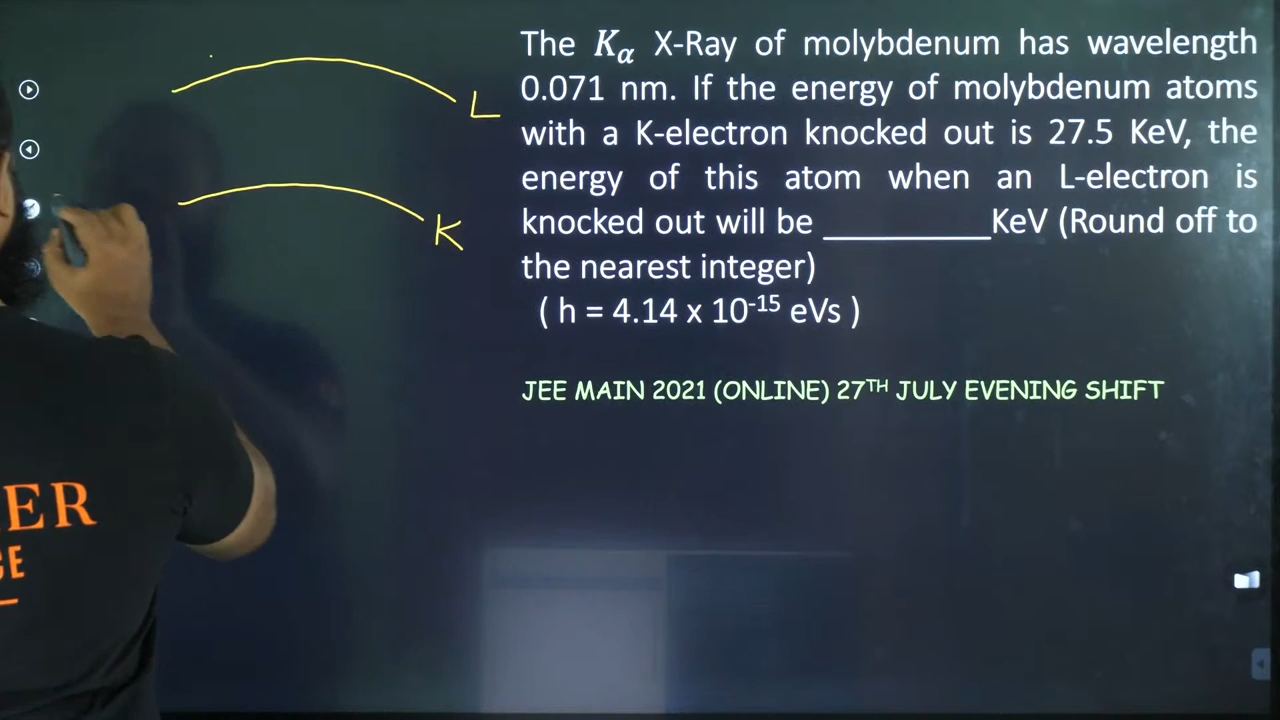 The Kα X-Ray of molybdenum has wavelength
0.071 nm. If the energy of molybdenum atoms
with a K-electron knocked out is 27.5 KeV, the
energy of this atom when an L-electron is
knocked out will be __________KeV (Round off to
the nearest integer)
( h = 4.14 x 10⁻¹⁵ eVs )
JEE MAIN 2021 (ONLINE) 27TH JULY EVENING SHIFT
L
K
ER
GE